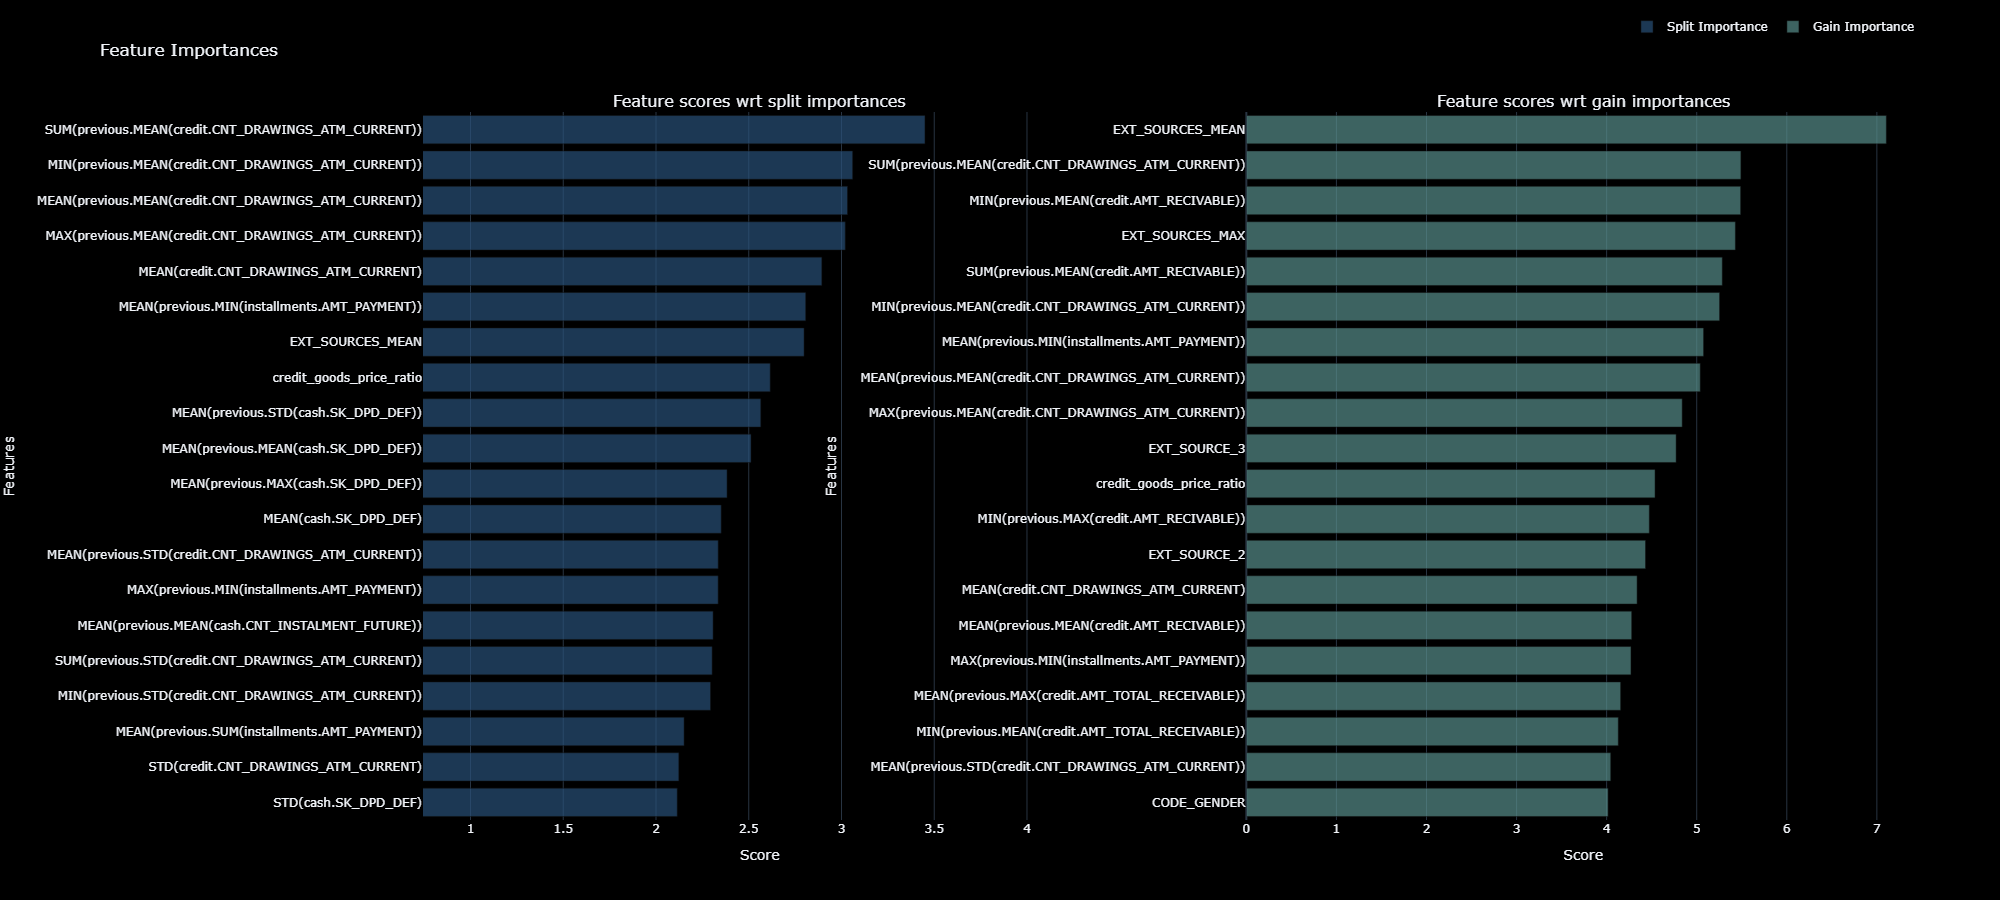 Split Importance
Gain Importance
Feature Importances
Feature scores wrt split importances
Features
SUM(previous.MEAN(credit.CNT_DRAWINGS_ATM_CURRENT))
MIN(previous.MEAN(credit.CNT_DRAWINGS_ATM_CURRENT))
MEAN(previous.MEAN(credit.CNT_DRAWINGS_ATM_CURRENT))
MAX(previous.MEAN(credit.CNT_DRAWINGS_ATM_CURRENT))
MEAN(credit.CNT_DRAWINGS_ATM_CURRENT)
MEAN(previous.MIN(installments.AMT_PAYMENT))
EXT_SOURCES_MEAN
credit_goods_price_ratio
MEAN(previous.STD(cash.SK_DPD_DEF))
MEAN(previous.MEAN(cash.SK_DPD_DEF))
MEAN(previous.MAX(cash.SK_DPD_DEF))
MEAN(cash.SK_DPD_DEF)
MEAN(previous.STD(credit.CNT_DRAWINGS_ATM_CURRENT))
MAX(previous.MIN(installments.AMT_PAYMENT))
MEAN(previous.MEAN(cash.CNT_INSTALMENT_FUTURE))
SUM(previous.STD(credit.CNT_DRAWINGS_ATM_CURRENT))
MIN(previous.STD(credit.CNT_DRAWINGS_ATM_CURRENT))
MEAN(previous.SUM(installments.AMT_PAYMENT))
STD(credit.CNT_DRAWINGS_ATM_CURRENT)
STD(cash.SK_DPD_DEF)
1 1.5 2 2.5 3 3.5 4
Score
Feature scores wrt gain importances
Features
EXT_SOURCES_MEAN
SUM(previous.MEAN(credit.CNT_DRAWINGS_ATM_CURRENT))
MIN(previous.MEAN(credit.AMT_RECIVABLE))
EXT_SOURCES_MAX
SUM(previous.MEAN(credit.AMT_RECIVABLE))
MIN(previous.MEAN(credit.CNT_DRAWINGS_ATM_CURRENT))
MEAN(previous.MIN(installments.AMT_PAYMENT))
MEAN(previous.MEAN(credit.CNT_DRAWINGS_ATM_CURRENT))
MAX(previous.MEAN(credit.CNT_DRAWINGS_ATM_CURRENT))
EXT_SOURCE_3
credit_goods_price_ratio
MIN(previous.MAX(credit.AMT_RECIVABLE))
EXT_SOURCE_2
MEAN(credit.CNT_DRAWINGS_ATM_CURRENT)
MEAN(previous.MEAN(credit.AMT_RECIVABLE))
MAX(previous.MIN(installments.AMT_PAYMENT))
MEAN(previous.MAX(credit.AMT_TOTAL_RECEIVABLE))
MIN(previous.MEAN(credit.AMT_TOTAL_RECEIVABLE))
MEAN(previous.STD(credit.CNT_DRAWINGS_ATM_CURRENT))
CODE_GENDER
0 1 2 3 4 5 6 7
Score